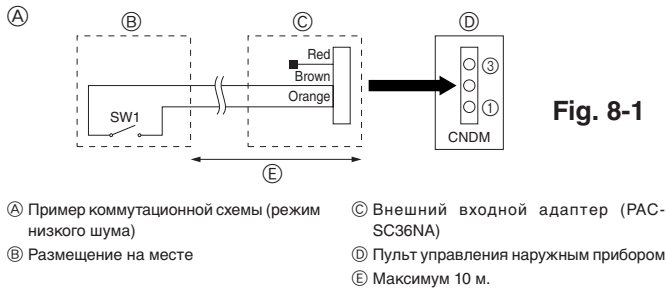 Ⓐ
Ⓑ
Ⓒ
Ⓓ
Red
Brown
Orange
SW1
Ⓔ
③
①
CNDM
Fig. 8-1
Ⓐ Пример коммутационной схемы (режим
низкого шума)
Ⓑ Размещение на месте
Ⓒ Внешний входной адаптер (PAC-
SC36NA)
Ⓓ Пульт управления наружным прибором
Ⓔ Максимум 10 м.